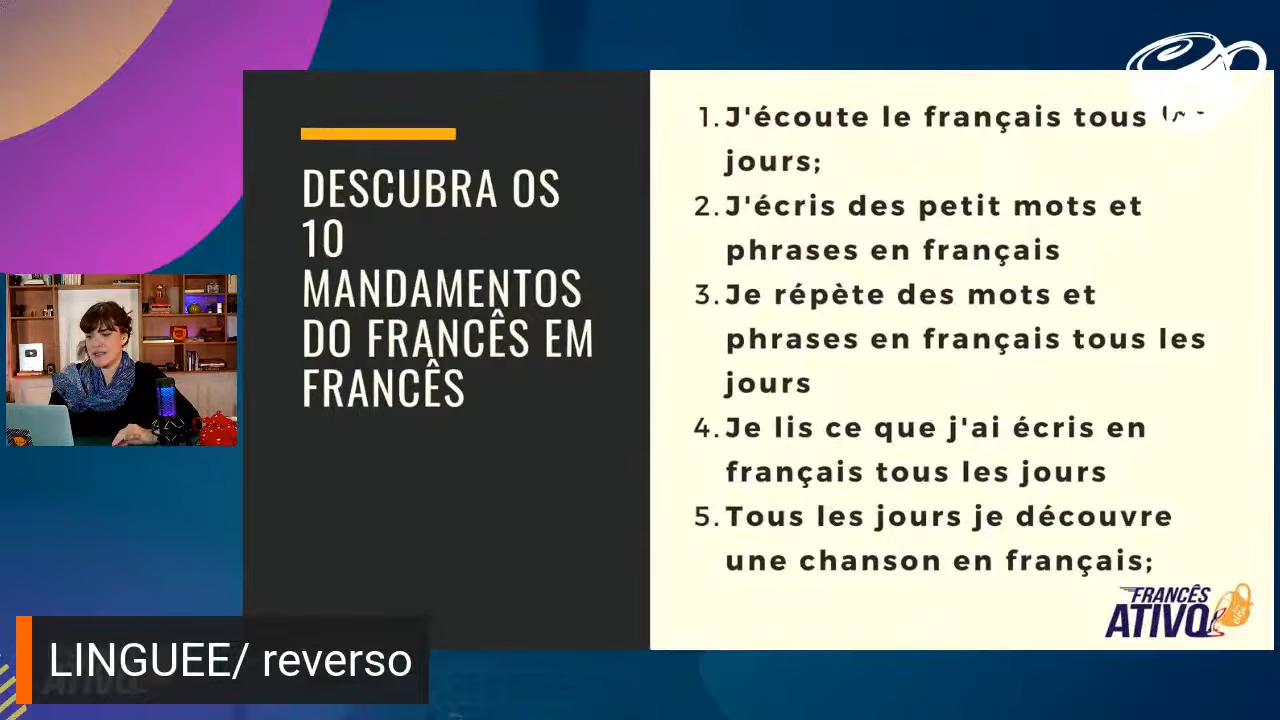 DESCUBRA OS
10
MANDAMENTOS
DO FRANCÊS EM
FRANCÊS
1. J'écoute le français tous les
jours;
2. J'écris des petit mots et
phrases en français
3. Je répète des mots et
phrases en français tous les
jours
4. Je lis ce que j'ai écris en
français tous les jours
5. Tous les jours je découvre
une chanson en français;
FRANCÊS
ATIVO
LINGUEE/ reverso